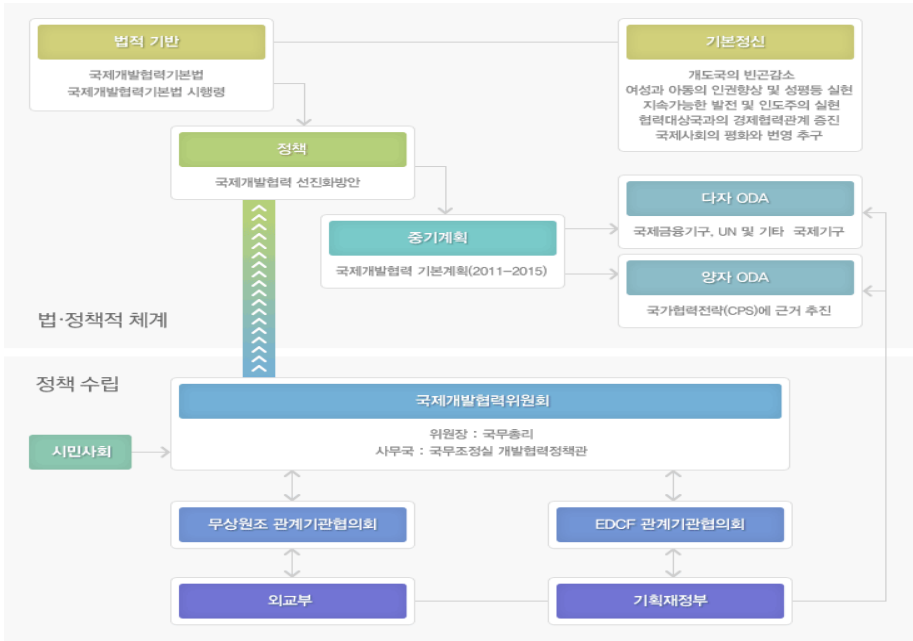 법적 기반
국제개발협력기본법
국제개발협력기본법 시행령
기본정신
개도국의 빈곤감소
여성과 아동의 인권향상 및 성평등 실현
지속가능한 발전 및 인도주의 실현
협력대상국과의 경제협력관계 증진
국제사회의 평화와 번영 추구
정책
국제개발협력 선진화방안
중기계획
국제개발협력 기본계획(2011-2015)
다자 ODA
국제금융기구, UN 및 기타 국제기구
양자 ODA
국가협력전략(CPS)에 근거 추진
법·정책적 체계
정책 수립
국제개발협력위원회
위원장 : 국무총리
사무국 : 국무조정실 개발협력정책관
시민사회
무상원조 관계기관협의회
EDCF 관계기관협의회
외교부
기획재정부